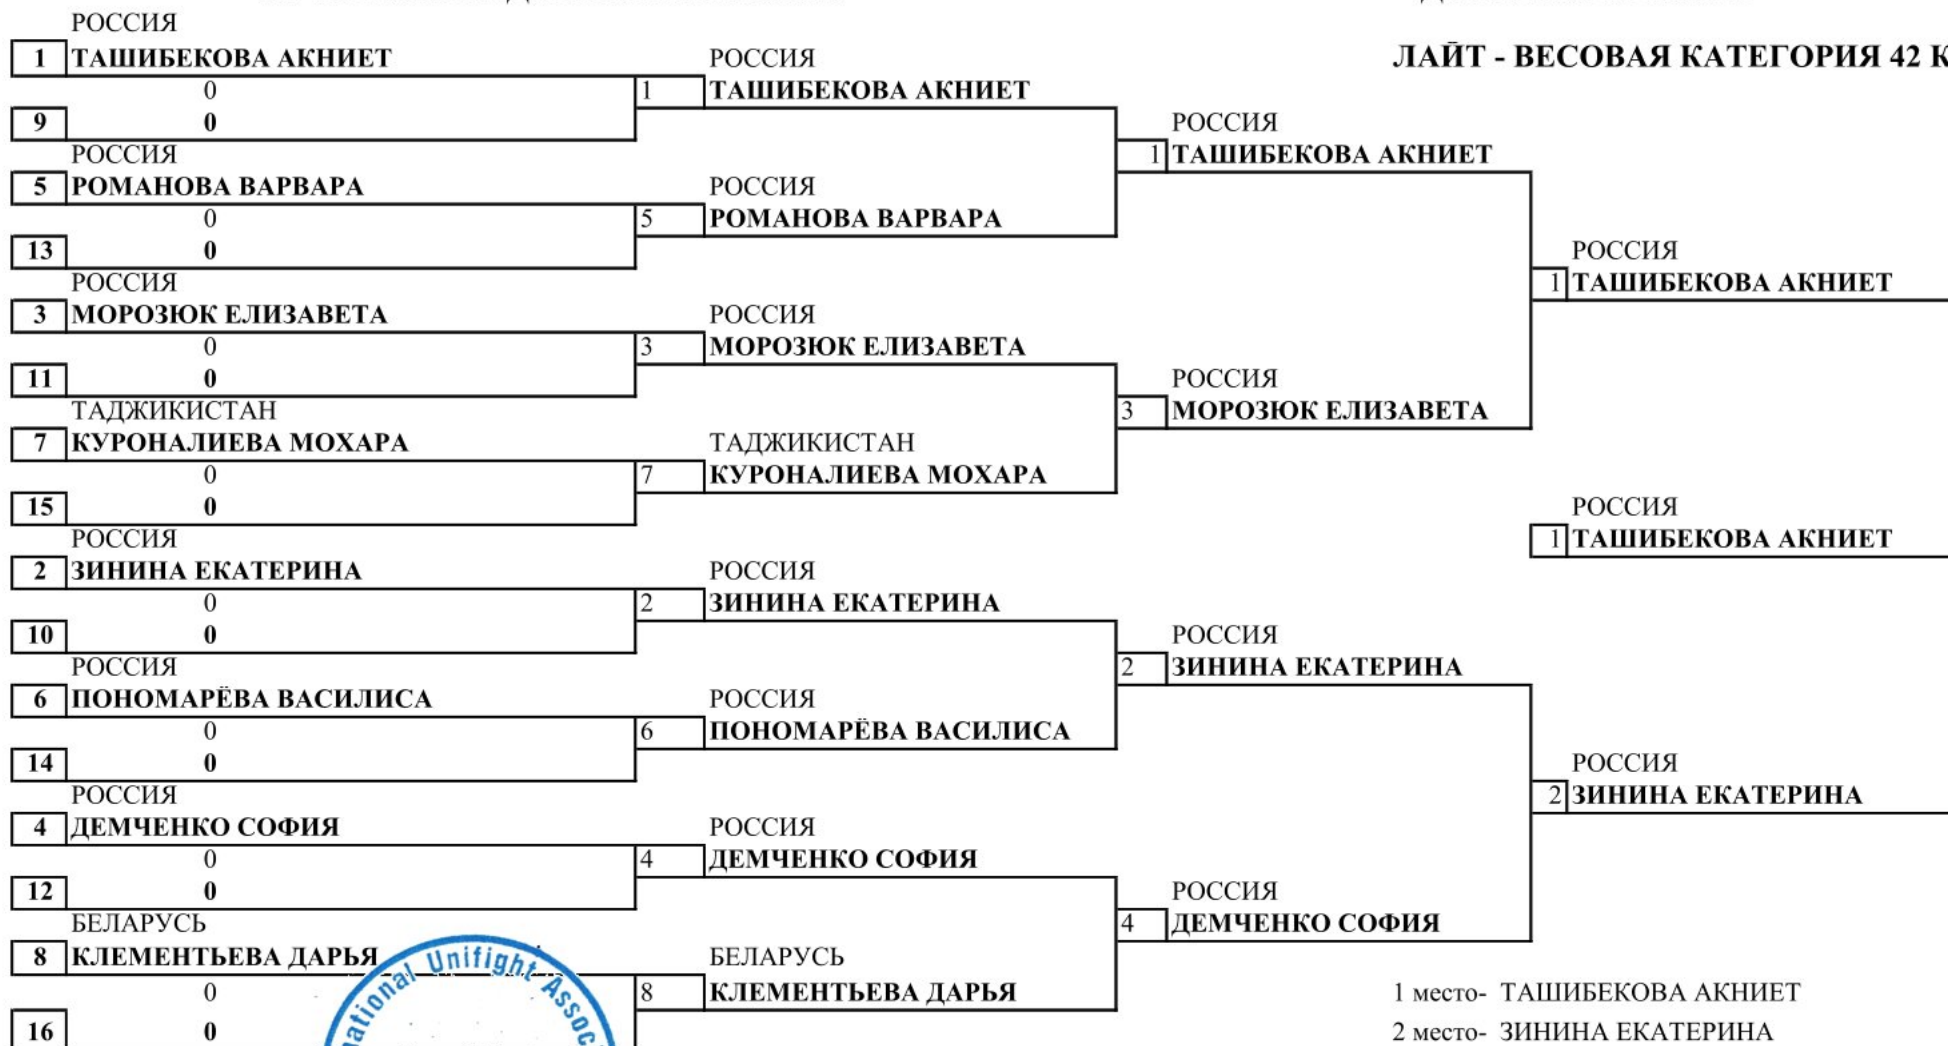 РОССИЯ
1 ТАШИБЕКОВА АКНИЕТ
0
9 0
РОССИЯ
5 РОМАНОВА ВАРВАРА
0
13 0
РОССИЯ
3 МОРОЗЮК ЕЛИЗАВЕТА
0
11 0
ТАДЖИКИСТАН
7 КУРОНАЛИЕВА МОХАРА
0
15 0
РОССИЯ
2 ЗИНИНА ЕКАТЕРИНА
0
10 0
РОССИЯ
6 ПОНОМАРЁВА ВАСИЛИСА
0
14 0
РОССИЯ
4 ДЕМЧЕНКО СОФИЯ
0
12 0
БЕЛАРУСЬ
8 КЛЕМЕНТЬЕВА ДАРЬЯ
0
16 0
Unifight
РОССИЯ
1 ТАШИБЕКОВА АКНИЕТ
РОССИЯ
5 РОМАНОВА ВАРВАРА
РОССИЯ
3 МОРОЗЮК ЕЛИЗАВЕТА
ТАДЖИКИСТАН
7 КУРОНАЛИЕВА МОХАРА
РОССИЯ
2 ЗИНИНА ЕКАТЕРИНА
РОССИЯ
6 ПОНОМАРЁВА ВАСИЛИСА
РОССИЯ
4 ДЕМЧЕНКО СОФИЯ
БЕЛАРУСЬ
8 КЛЕМЕНТЬЕВА ДАРЬЯ
РОССИЯ
1 ТАШИБЕКОВА АКНИЕТ
РОССИЯ
3 МОРОЗЮК ЕЛИЗАВЕТА
РОССИЯ
2 ЗИНИНА ЕКАТЕРИНА
РОССИЯ
4 ДЕМЧЕНКО СОФИЯ
ЛАЙТ - ВЕСОВАЯ КАТЕГОРИЯ 42 К
РОССИЯ
1 ТАШИБЕКОВА АКНИЕТ
РОССИЯ
1 ТАШИБЕКОВА АКНИЕТ
РОССИЯ
2 ЗИНИНА ЕКАТЕРИНА
1 место- ТАШИБЕКОВА АКНИЕТ
2 место- ЗИНИНА ЕКАТЕРИНА